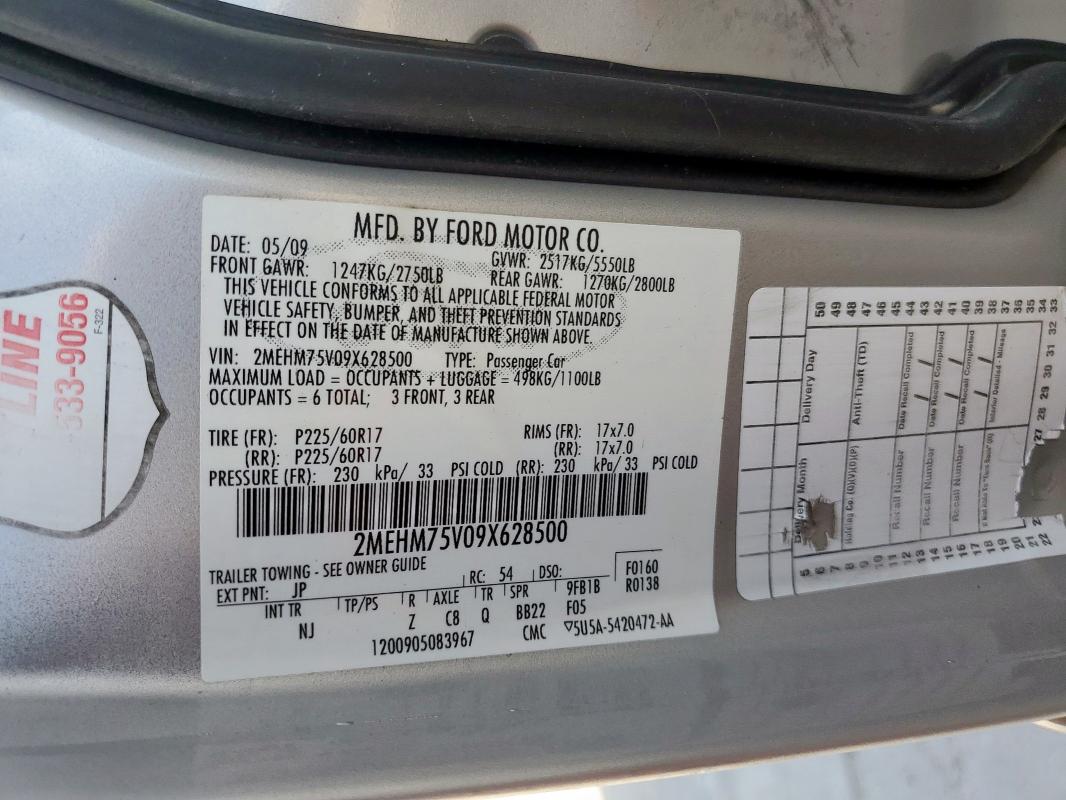 MFD. BY FORD MOTOR CO.
DATE: 05/09 GVWR: 2517KG/5550LB
FRONT GAWR: 1247KG/2750LB REAR GAWR: 1270KG/2800LB
THIS VEHICLE CONFORMS TO ALL APPLICABLE FEDERAL MOTOR
VEHICLE SAFETY, BUMPER, AND THEFT PREVENTION STANDARDS
IN EFFECT ON THE DATE OF MANUFACTURE SHOWN ABOVE.
VIN: 2MEHM75V09X628500 TYPE: Passenger Car
MAXIMUM LOAD = OCCUPANTS + LUGGAGE = 498KG/1100LB
OCCUPANTS = 6 TOTAL; 3 FRONT, 3 REAR
TIRE (FR): P225/60R17 RIMS (FR): 17x7.0
(RR): P225/60R17 (RR): 17x7.0
PRESSURE (FR): 230 kPa/ 33 PSI COLD (RR): 230 kPa/ 33 PSI COLD
2MEHM75V09X628500
TRAILER TOWING - SEE OWNER GUIDE
EXT PNT: JP RC: 54 DSO: F0160
R0138
INT TR TP/PS R AXLE TR SPR 9FB1B
NJ Z C8 Q BB22 F05
1200905083967 CMC 5U5A-5420472-AA
LINE
533-9056
F-322
50 49 48 47 46 45 44 43 42 41 40 39 38 37 36 35 34 33
32
31
30
29
28
27
Delivery Day
Anti-Theft (TD)
Date Recall Completed
Date Recall Completed
Date Recall Completed
Interior Detailed - Mileage
Delivery Month
Recall Number
Recall Number
Recall Number
5 6 7 8 9 10 11 12 13 14 15 16 17 18 19 20 21 22